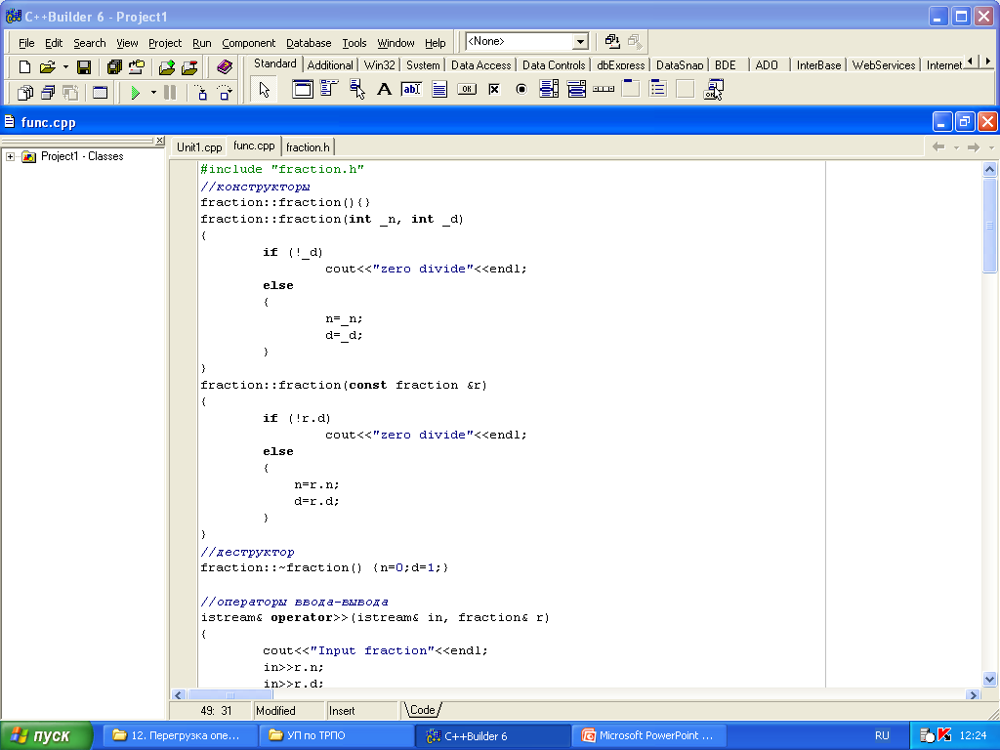 C++Builder 6 - Project1
File Edit Search View Project Run Component Database Tools Window Help <None>
Standard Additional Win32 System Data Access Data Controls dbExpress DataSnap BDE ADO InterBase WebServices Internet
func.cpp
Project1 - Classes
Unit1.cpp func.cpp fraction.h
#include "fraction.h"
//конструкторы
fraction::fraction(){}
fraction::fraction(int _n, int _d)
{
if (!_d)
cout<<"zero divide"<<endl;
else
{
n=_n;
d=_d;
}
}
fraction::fraction(const fraction &r)
{
if (!r.d)
cout<<"zero divide"<<endl;
else
{
n=r.n;
d=r.d;
}
}
//деструктор
fraction::~fraction() {n=0;d=1;}
//операторы ввода-вывода
istream& operator>>(istream& in, fraction& r)
{
cout<<"Input fraction"<<endl;
in>>r.n;
in>>r.d;
49: 31 Modified Insert Code
пуск 12. Перегрузка опе... УП по ТРПО C++Builder 6 Microsoft PowerPoint ... RU 12:24